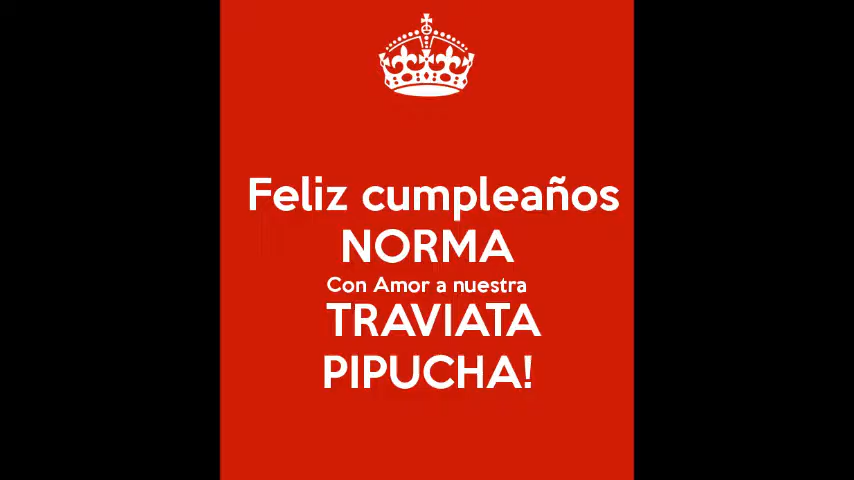 Feliz cumpleaños
NORMA
Con Amor a nuestra
TRAVIATA
PIPUCHA!